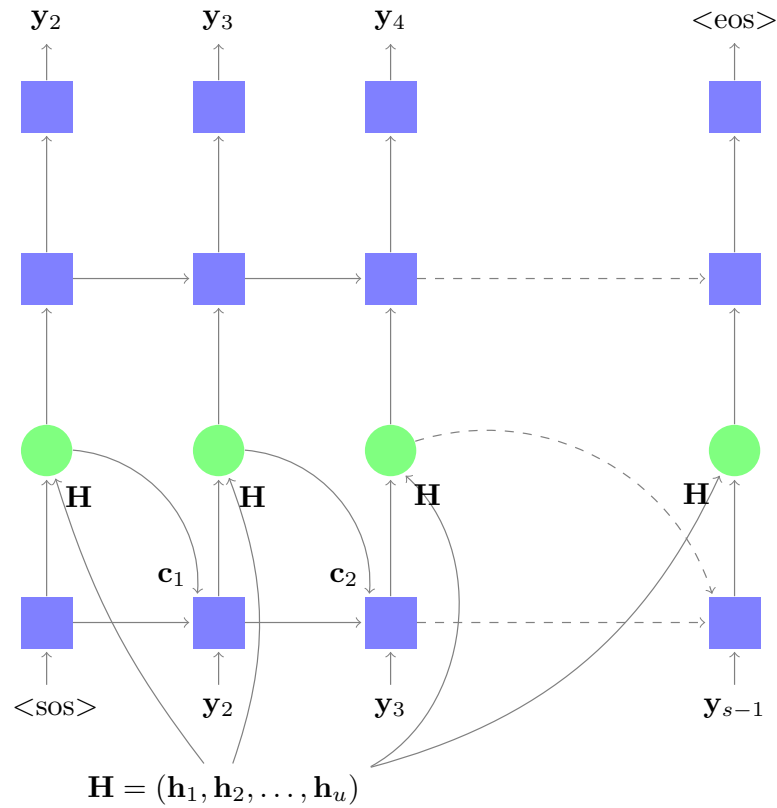 y₂ y₃ y₄ <eos>
H H H H
c₁ c₂
<sos> y₂ y₃ yₛ₋₁
H = (h₁, h₂, . . . , hᵤ)